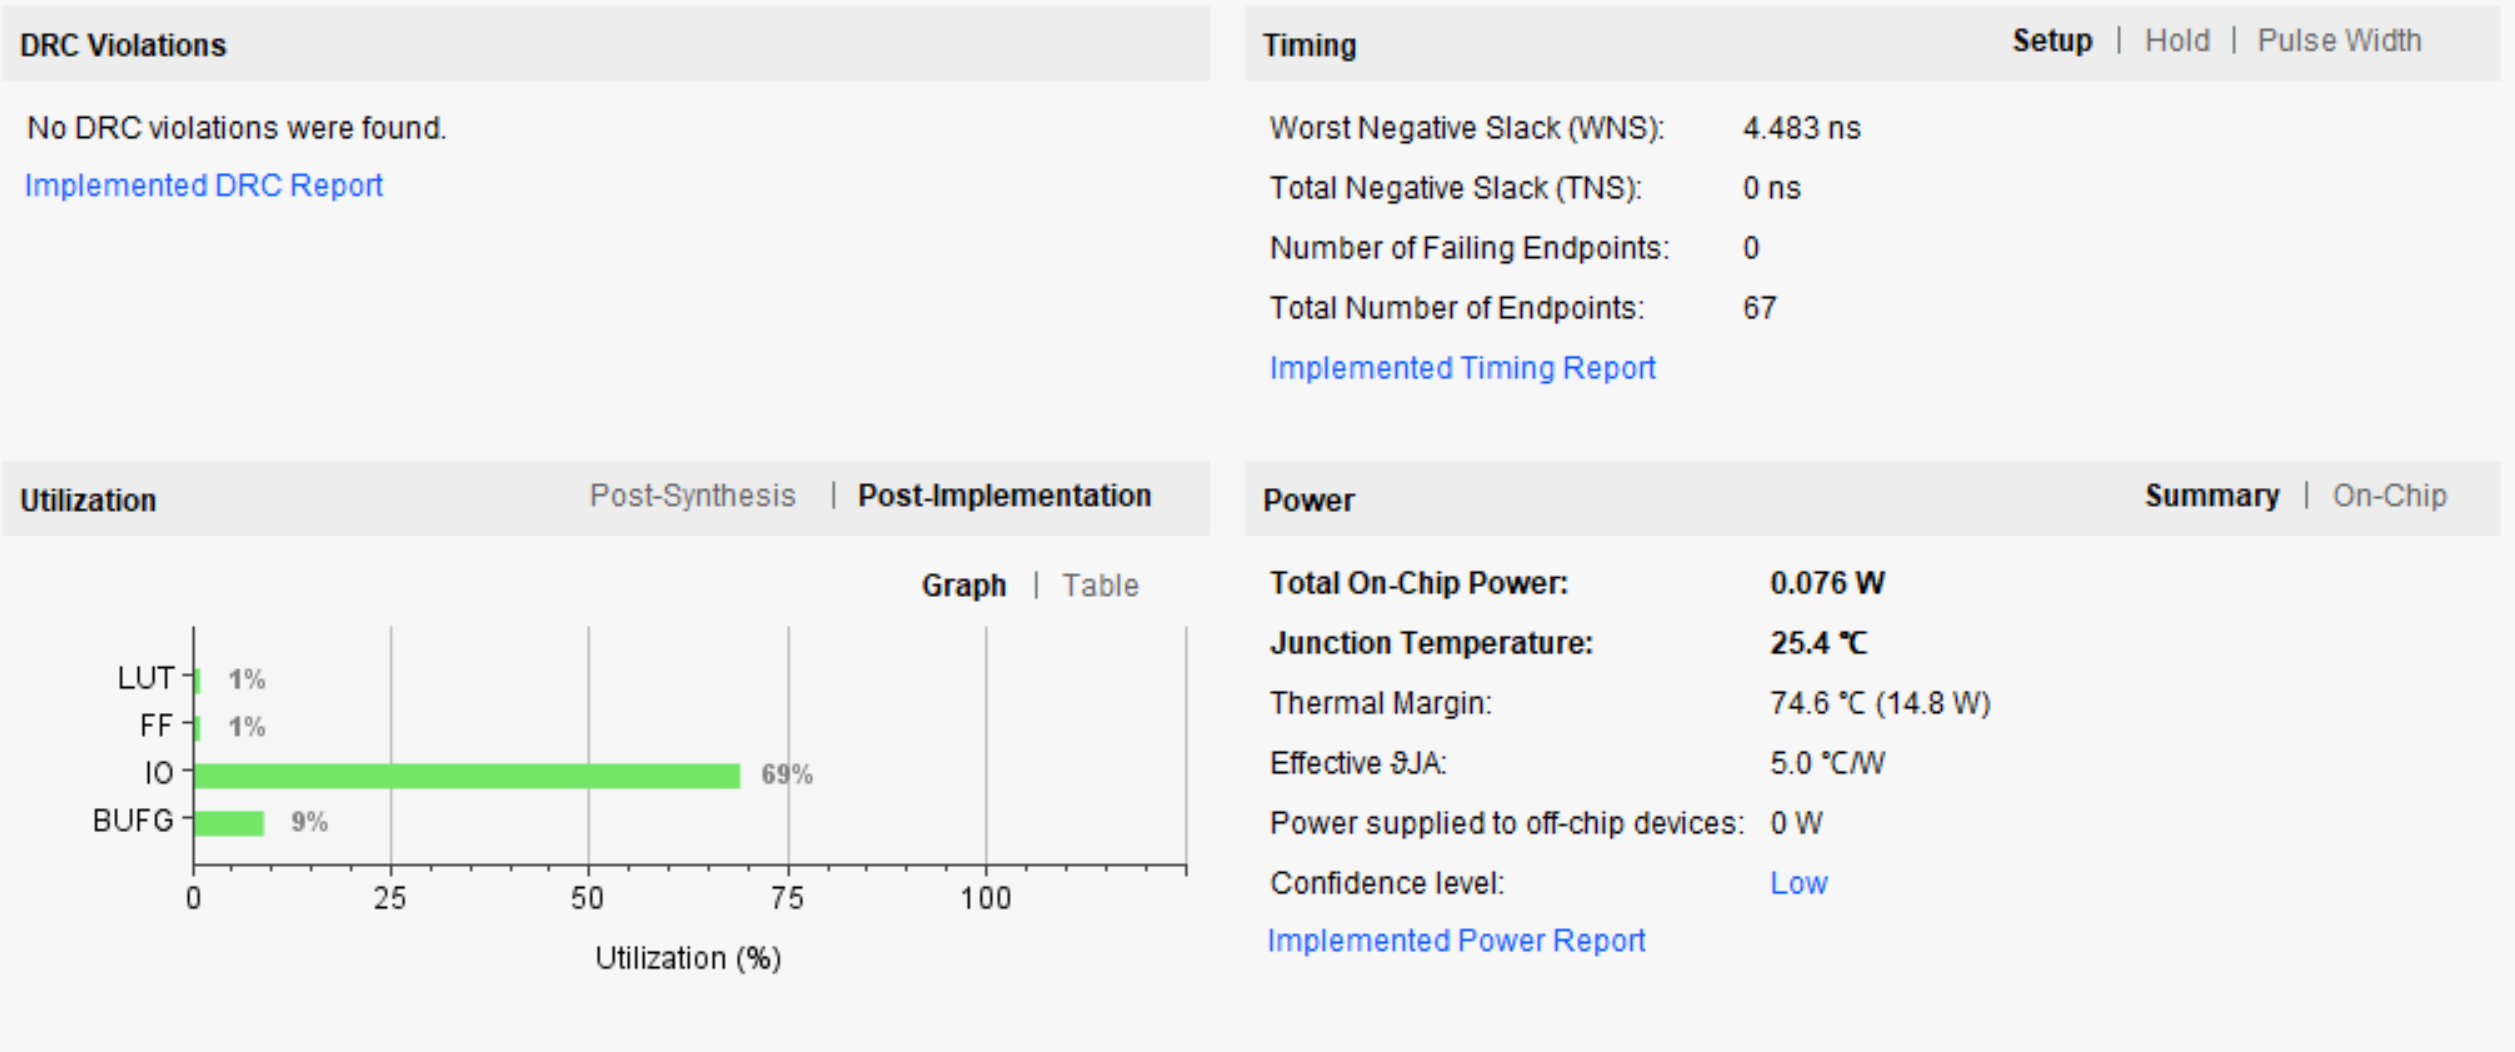 DRC Violations
No DRC violations were found.
Implemented DRC Report
Timing
Setup | Hold | Pulse Width
Worst Negative Slack (WNS): 4.483 ns
Total Negative Slack (TNS): 0 ns
Number of Failing Endpoints: 0
Total Number of Endpoints: 67
Implemented Timing Report
Utilization
Post-Synthesis | Post-Implementation
Graph | Table
LUT 1%
FF 1%
IO 69%
BUFG 9%
0 25 50 75 100
Utilization (%)
Power
Summary | On-Chip
Total On-Chip Power: 0.076 W
Junction Temperature: 25.4 °C
Thermal Margin: 74.6 °C (14.8 W)
Effective ϑJA: 5.0 °C/W
Power supplied to off-chip devices: 0 W
Confidence level: Low
Implemented Power Report